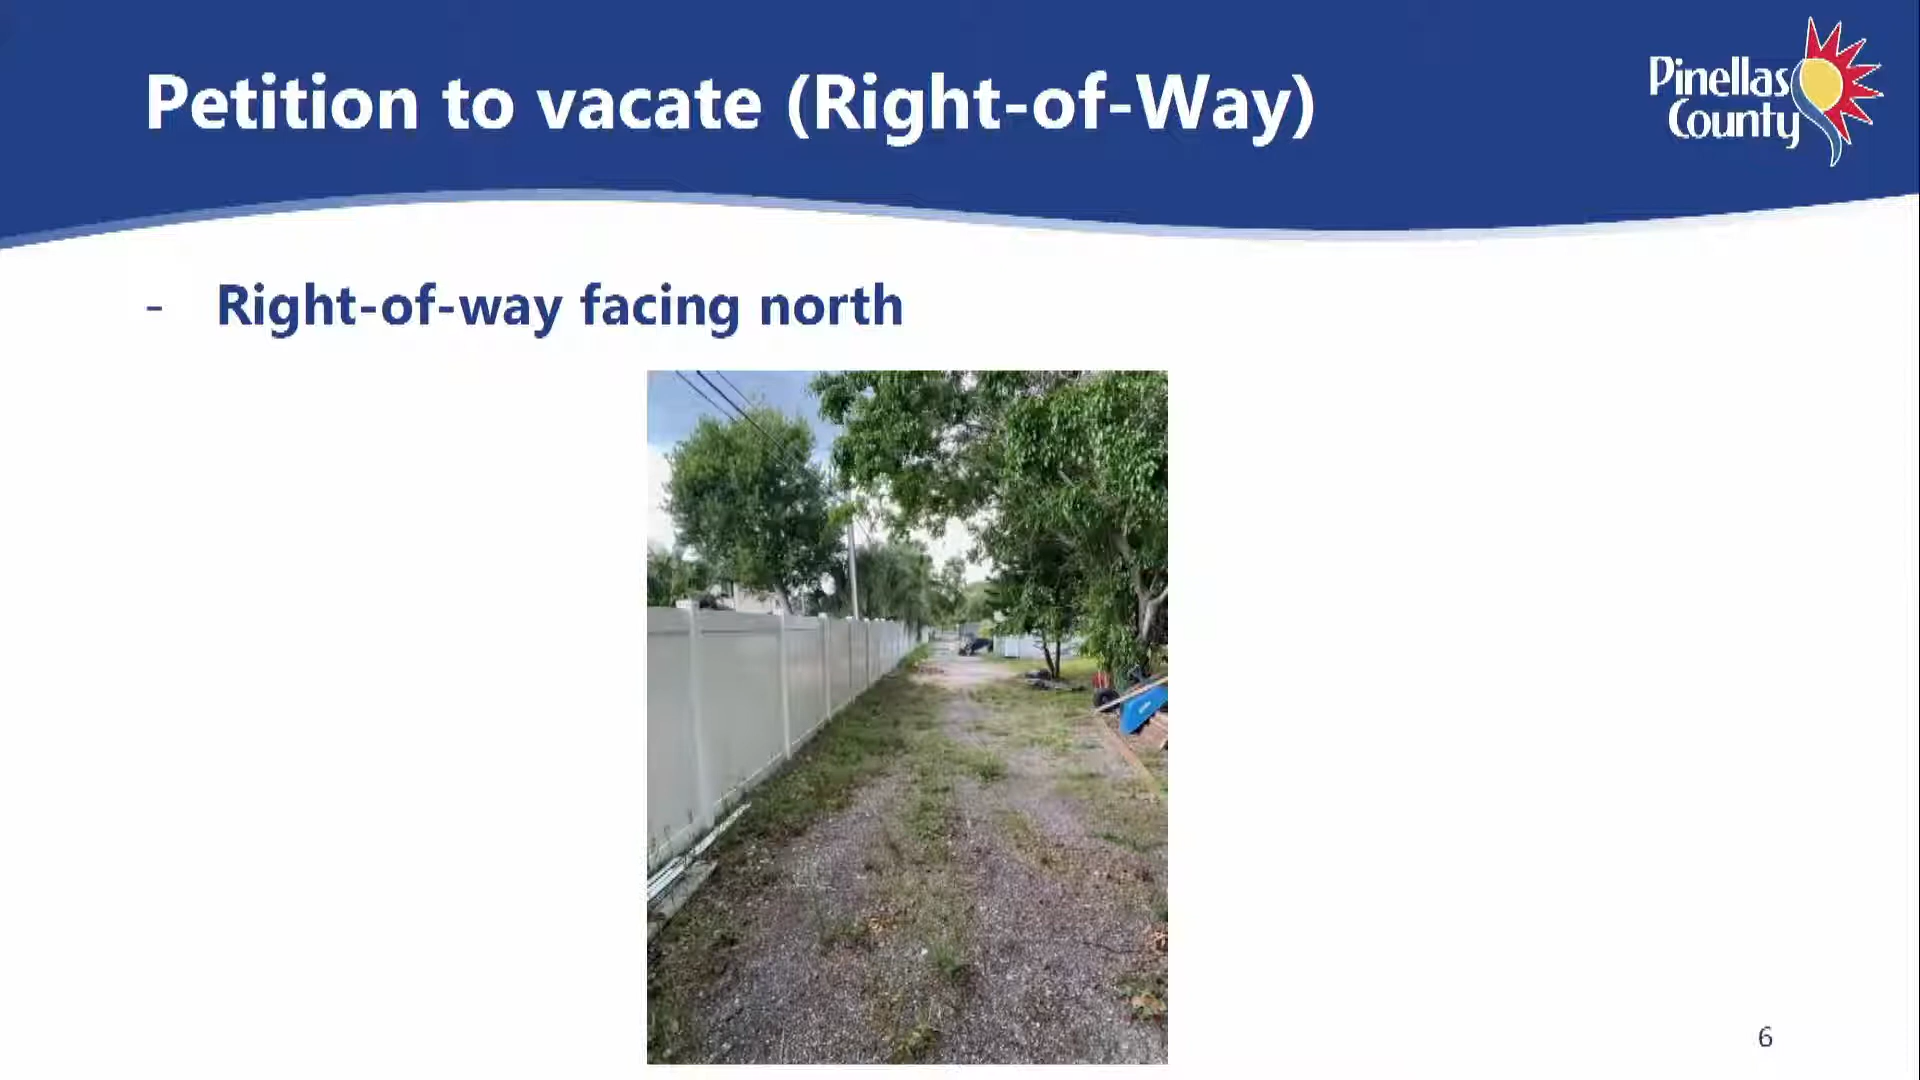 Petition to vacate (Right-of-Way)
Pinellas
County
- Right-of-way facing north
6